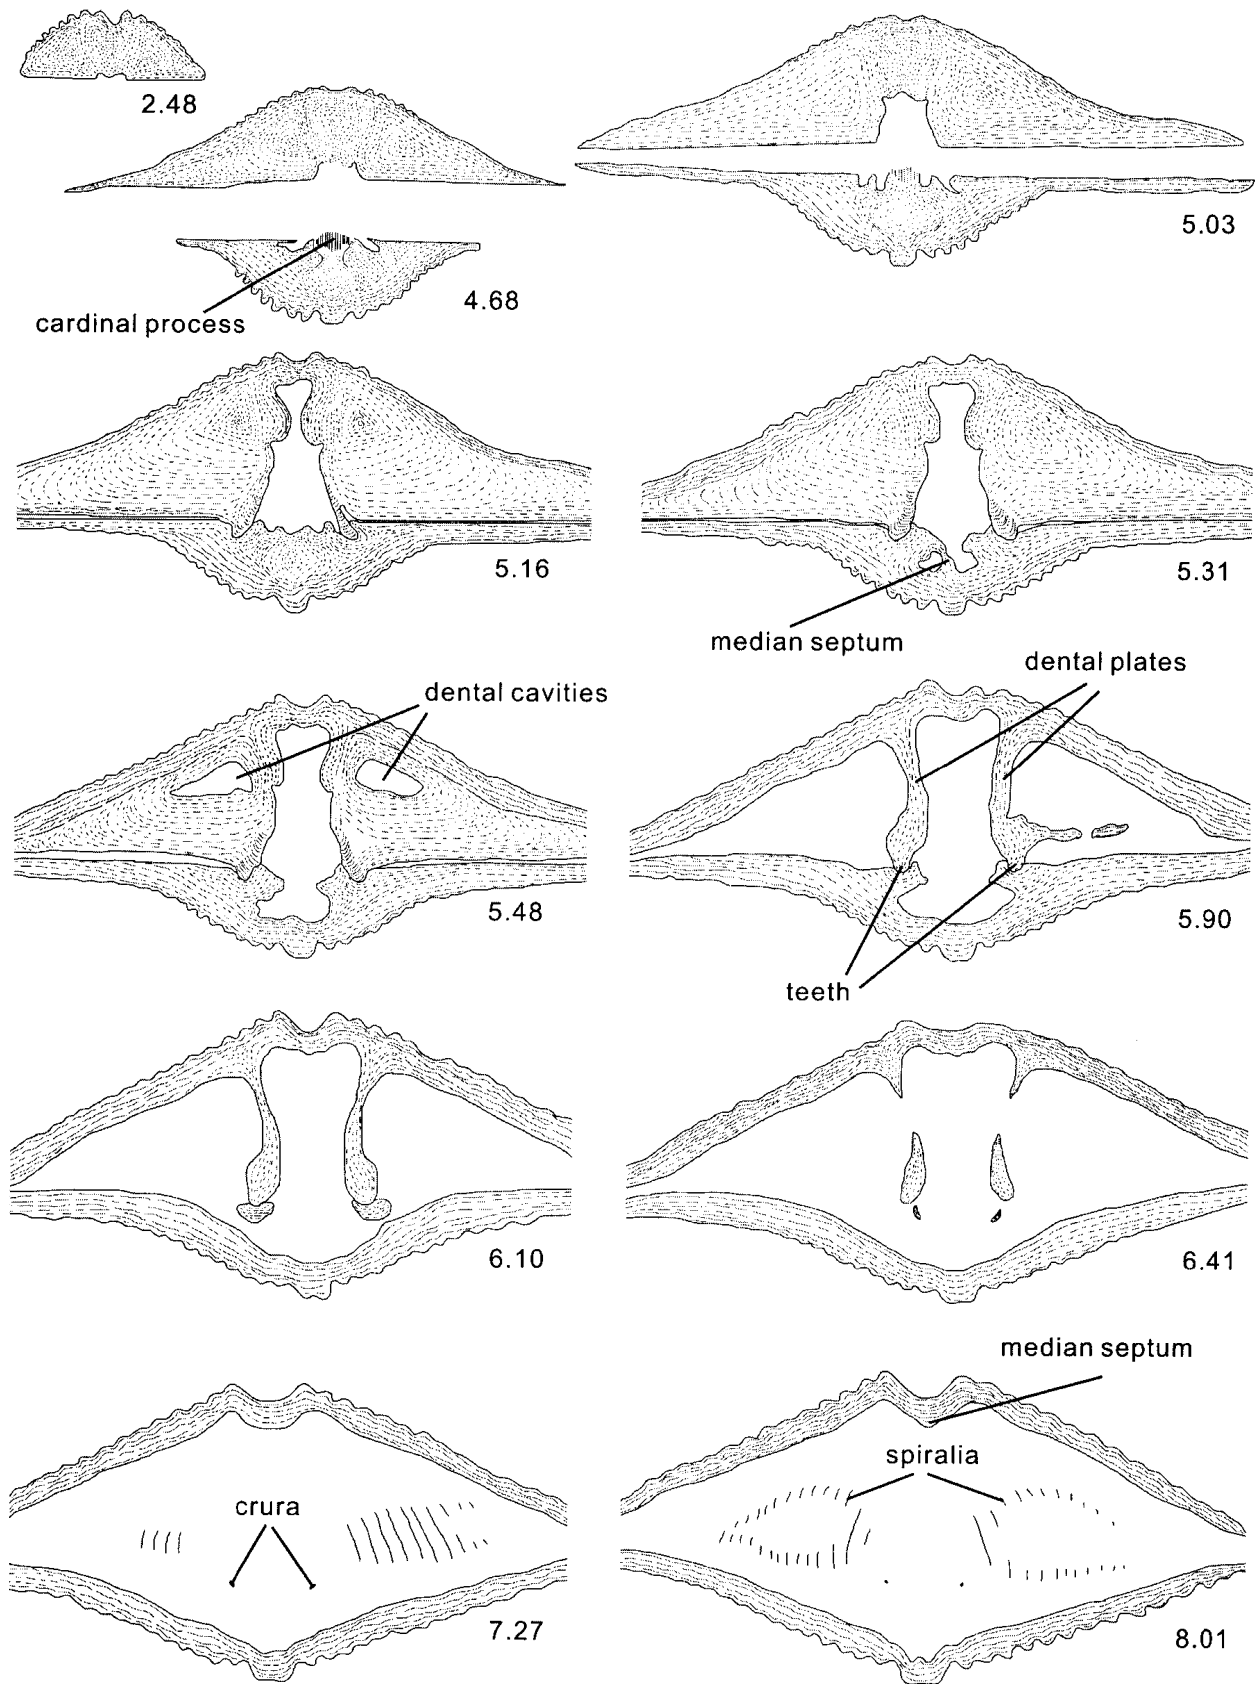 2.48
5.03
4.68
cardinal process
5.16
5.31
median septum
dental plates
dental cavities
5.48
5.90
teeth
6.10
6.41
median septum
spiralia
crura
7.27
8.01